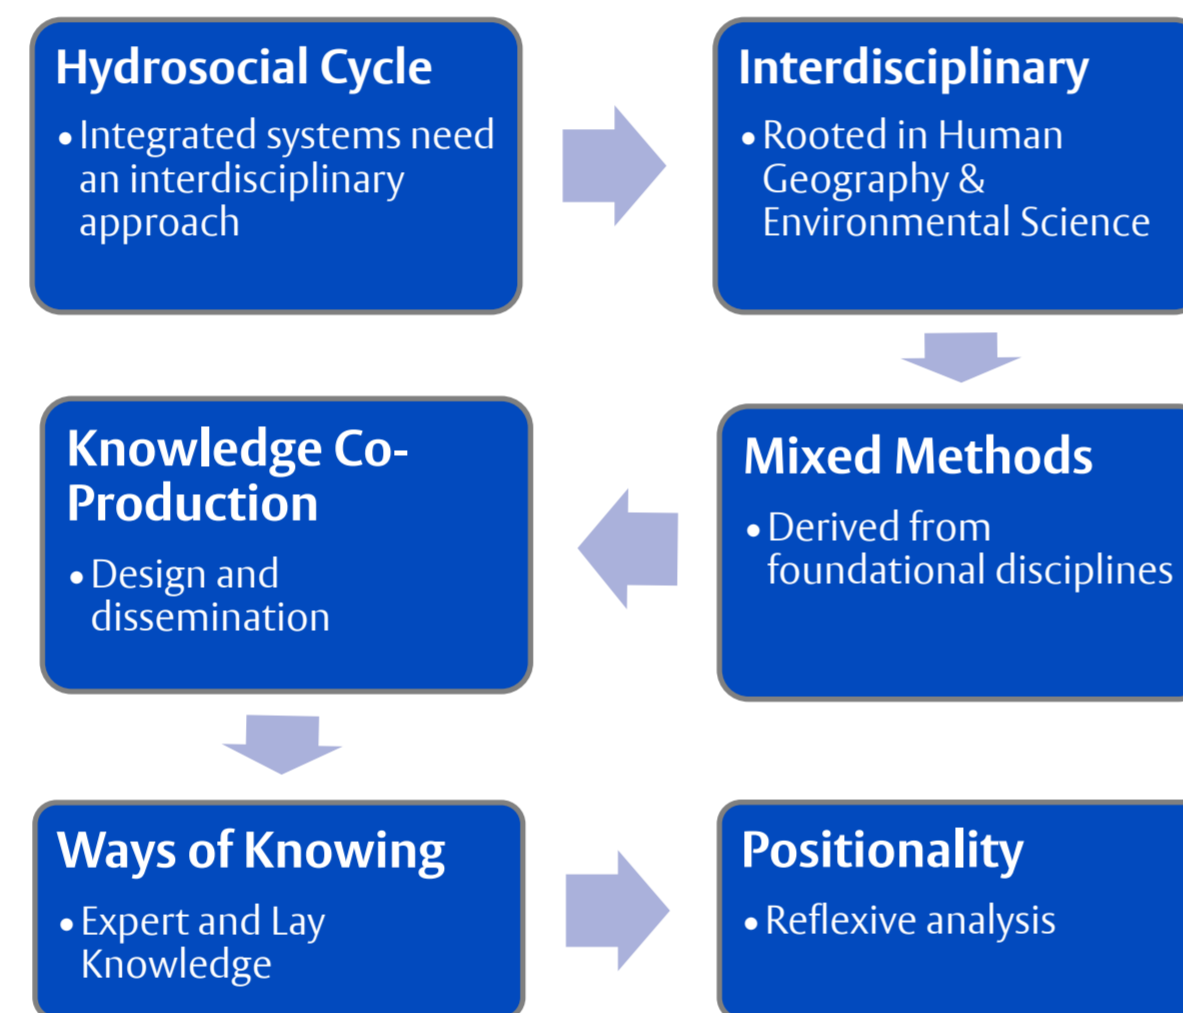 Hydrosocial Cycle
• Integrated systems need
an interdisciplinary
approach
Interdisciplinary
• Rooted in Human
Geography &
Environmental Science
Mixed Methods
• Derived from
foundational disciplines
Knowledge Co-
Production
• Design and
dissemination
Ways of Knowing
• Expert and Lay
Knowledge
Positionality
• Reflexive analysis